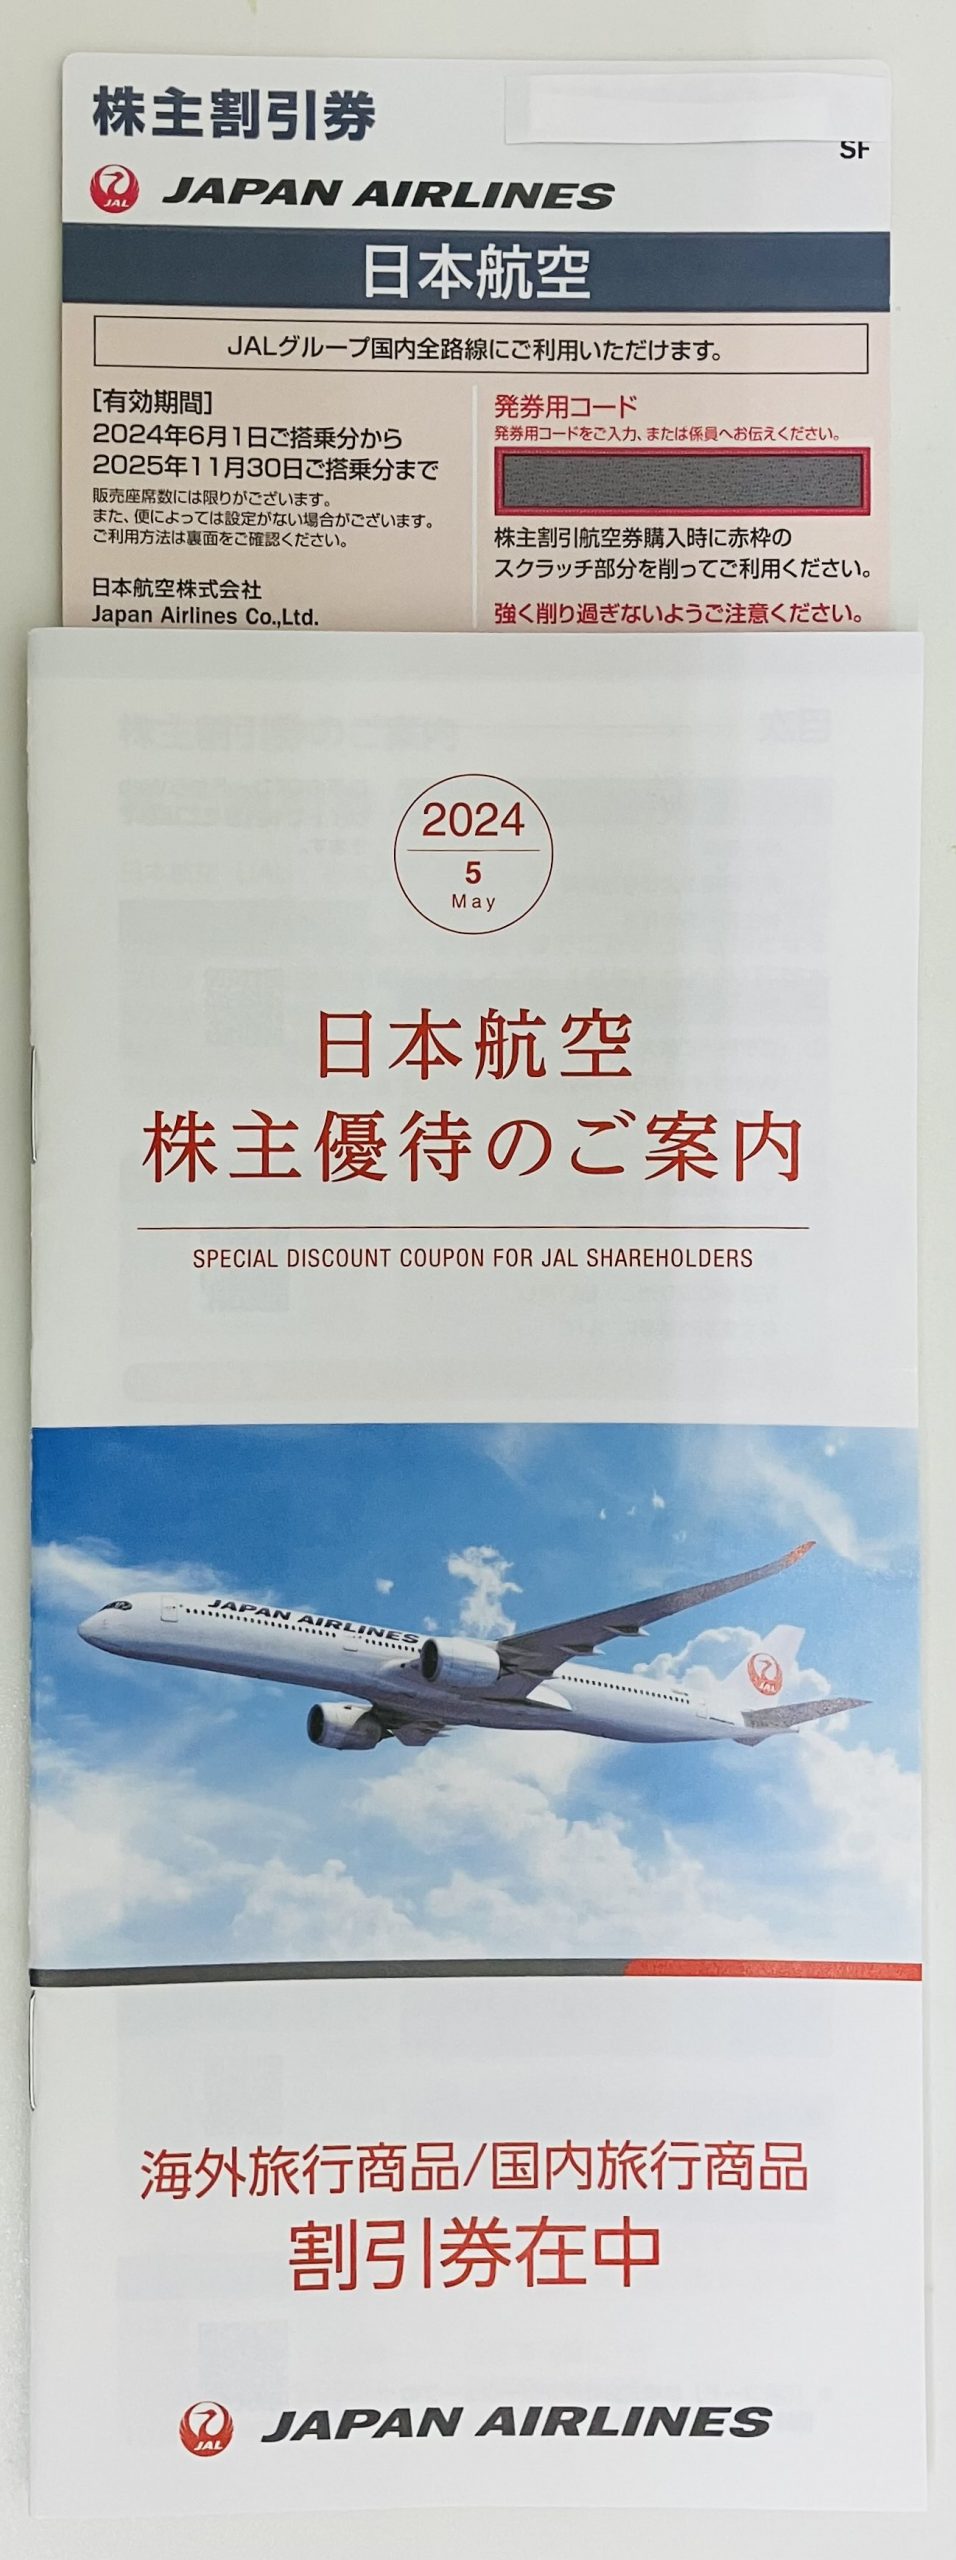 株主割引券
SF
JAL
JAPAN AIRLINES
日本航空
JALグループ国内全路線にご利用いただけます。
[有効期間]
2024年6月1日ご搭乗分から
2025年11月30日ご搭乗分まで
販売座席数には限りがございます。
また、便によっては設定がない場合がございます。
ご利用方法は裏面をご確認ください。
日本航空株式会社
Japan Airlines Co.,Ltd.
発券用コード
発券用コードをご入力、または係員へお伝えください。
株主割引航空券購入時に赤枠の
スクラッチ部分を削ってご利用ください。
強く削り過ぎないようご注意ください。
2024
5
May
日本航空
株主優待のご案内
SPECIAL DISCOUNT COUPON FOR JAL SHAREHOLDERS
JAPAN AIRLINES
JAL
海外旅行商品/国内旅行商品
割引券在中
JAL
JAPAN AIRLINES